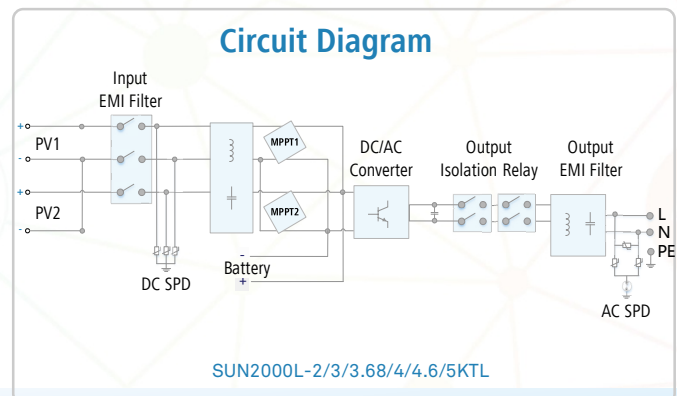 Circuit Diagram
Input
EMI Filter
+
PV1
-
+
PV2
-
DC SPD
MPPT1
MPPT2
-
Battery
+
DC/AC
Converter
Output
Isolation Relay
Output
EMI Filter
L
N
PE
AC SPD
SUN2000L-2/3/3.68/4/4.6/5KTL